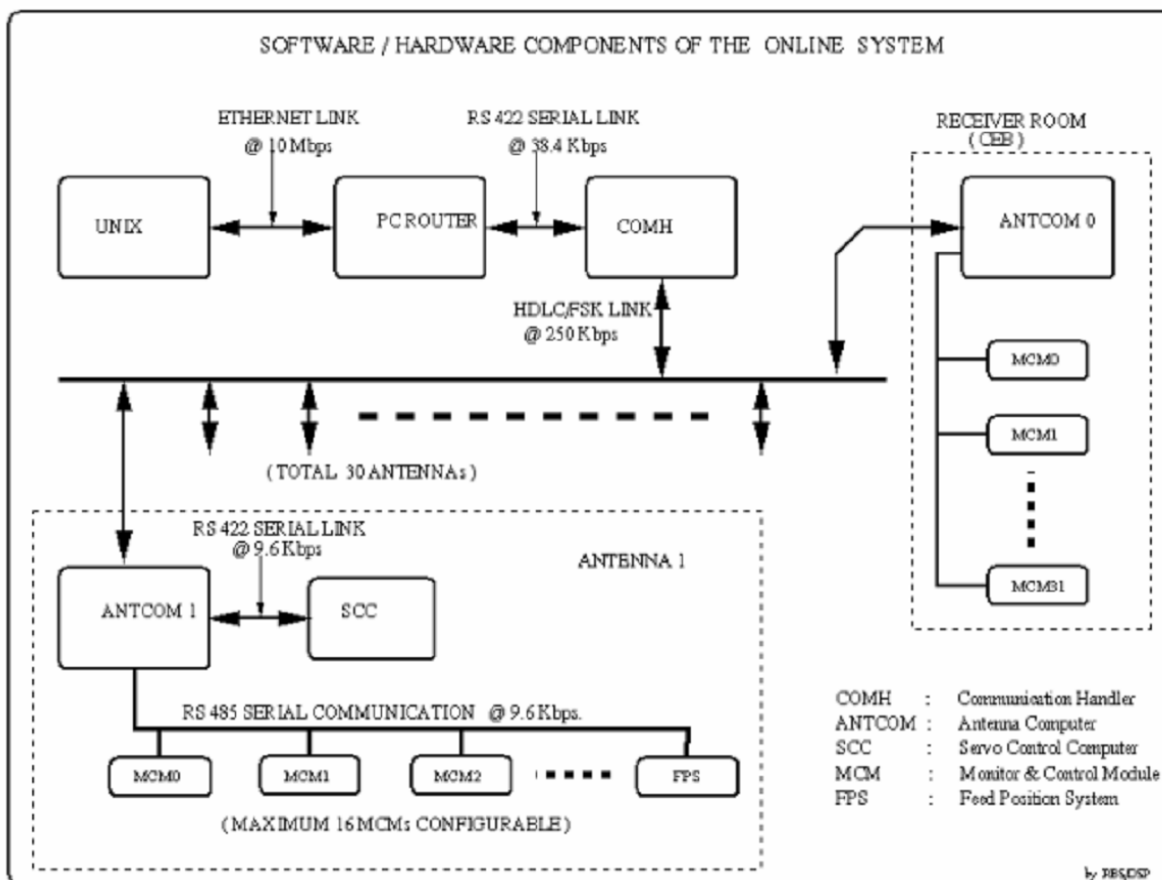 SOFTWARE / HARDWARE COMPONENTS OF THE ONLINE SYSTEM
ETHERNET LINK
@ 10 Mbps
RS 422 SERIAL LINK
@ 38.4 Kbps
RECEIVER ROOM
( CEB )
UNIX
PC ROUTER
COMH
ANTCOM 0
HDLC/FSK LINK
@ 250 Kbps
MCM0
MCM1
MCM31
( TOTAL 30 ANTENNAs )
RS 422 SERIAL LINK
@ 9.6 Kbps
ANTENNA 1
ANTCOM 1
SCC
RS 485 SERIAL COMMUNICATION @ 9.6 Kbps.
MCM0
MCM1
MCM2
FPS
( MAXIMUM 16 MCMs CONFIGURABLE )
COMH : Communication Handler
ANTCOM : Antenna Computer
SCC : Servo Control Computer
MCM : Monitor & Control Module
FPS : Feed Position System
by